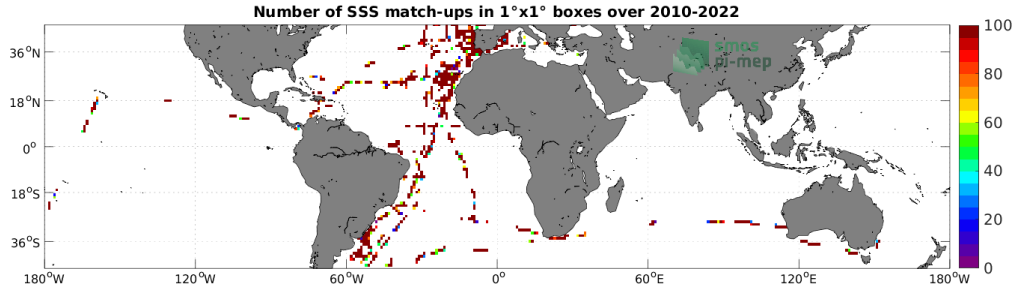 Number of SSS match-ups in 1°x1° boxes over 2010-2022
smos
pi-mep
36°N
18°N
0°
18°S
36°S
180°W
120°W
60°W
0°
60°E
120°E
180°W
100
80
60
40
20
0